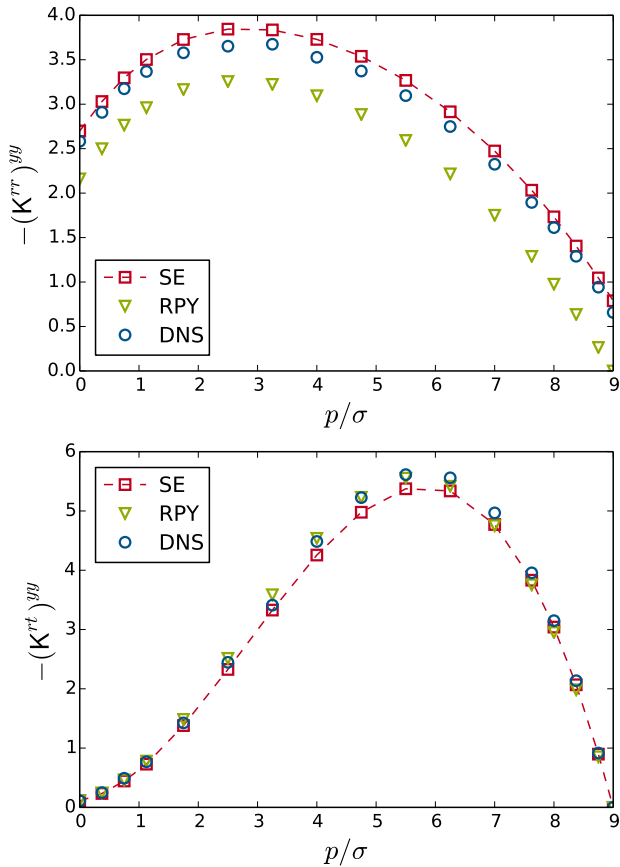 4.0
3.5
3.0
2.5
2.0
1.5
1.0
0.5
0.0
−(K^{rr})^{yy}
SE
RPY
DNS
0 1 2 3 4 5 6 7 8 9
p/σ
6
5
4
3
2
1
0
−(K^{rt})^{yy}
SE
RPY
DNS
0 1 2 3 4 5 6 7 8 9
p/σ